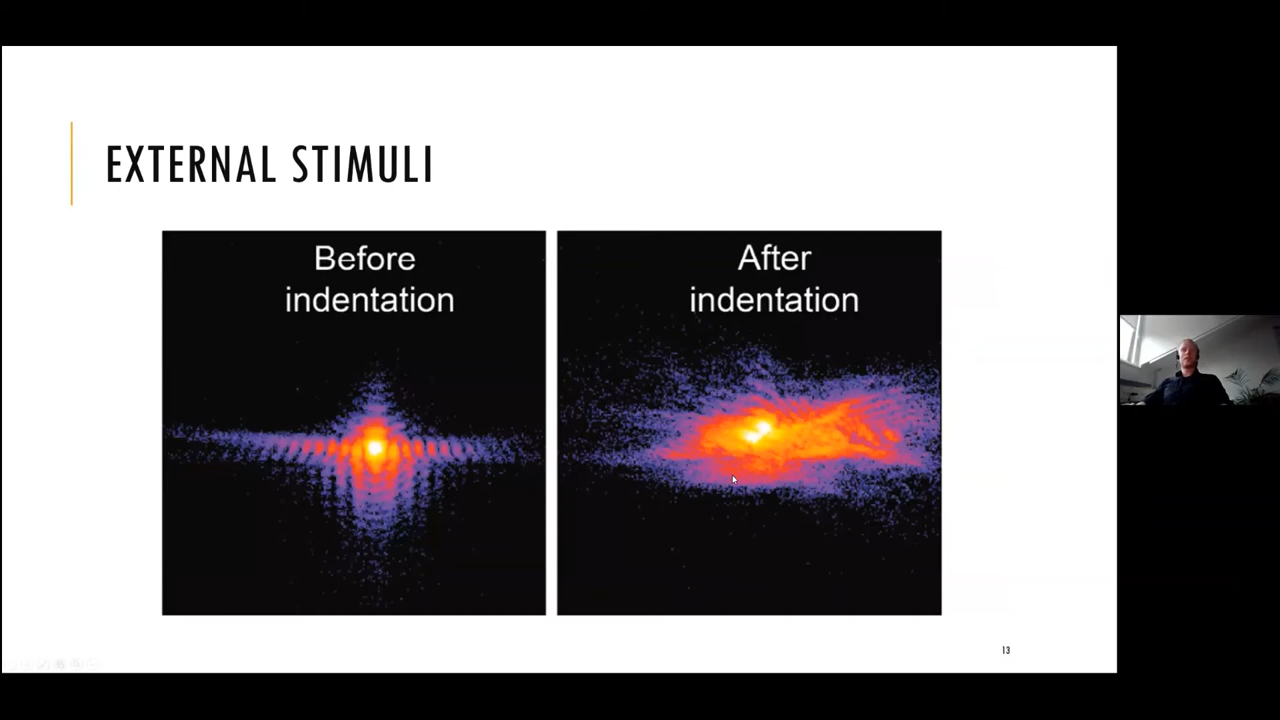 EXTERNAL STIMULI
Before
indentation
After
indentation
13